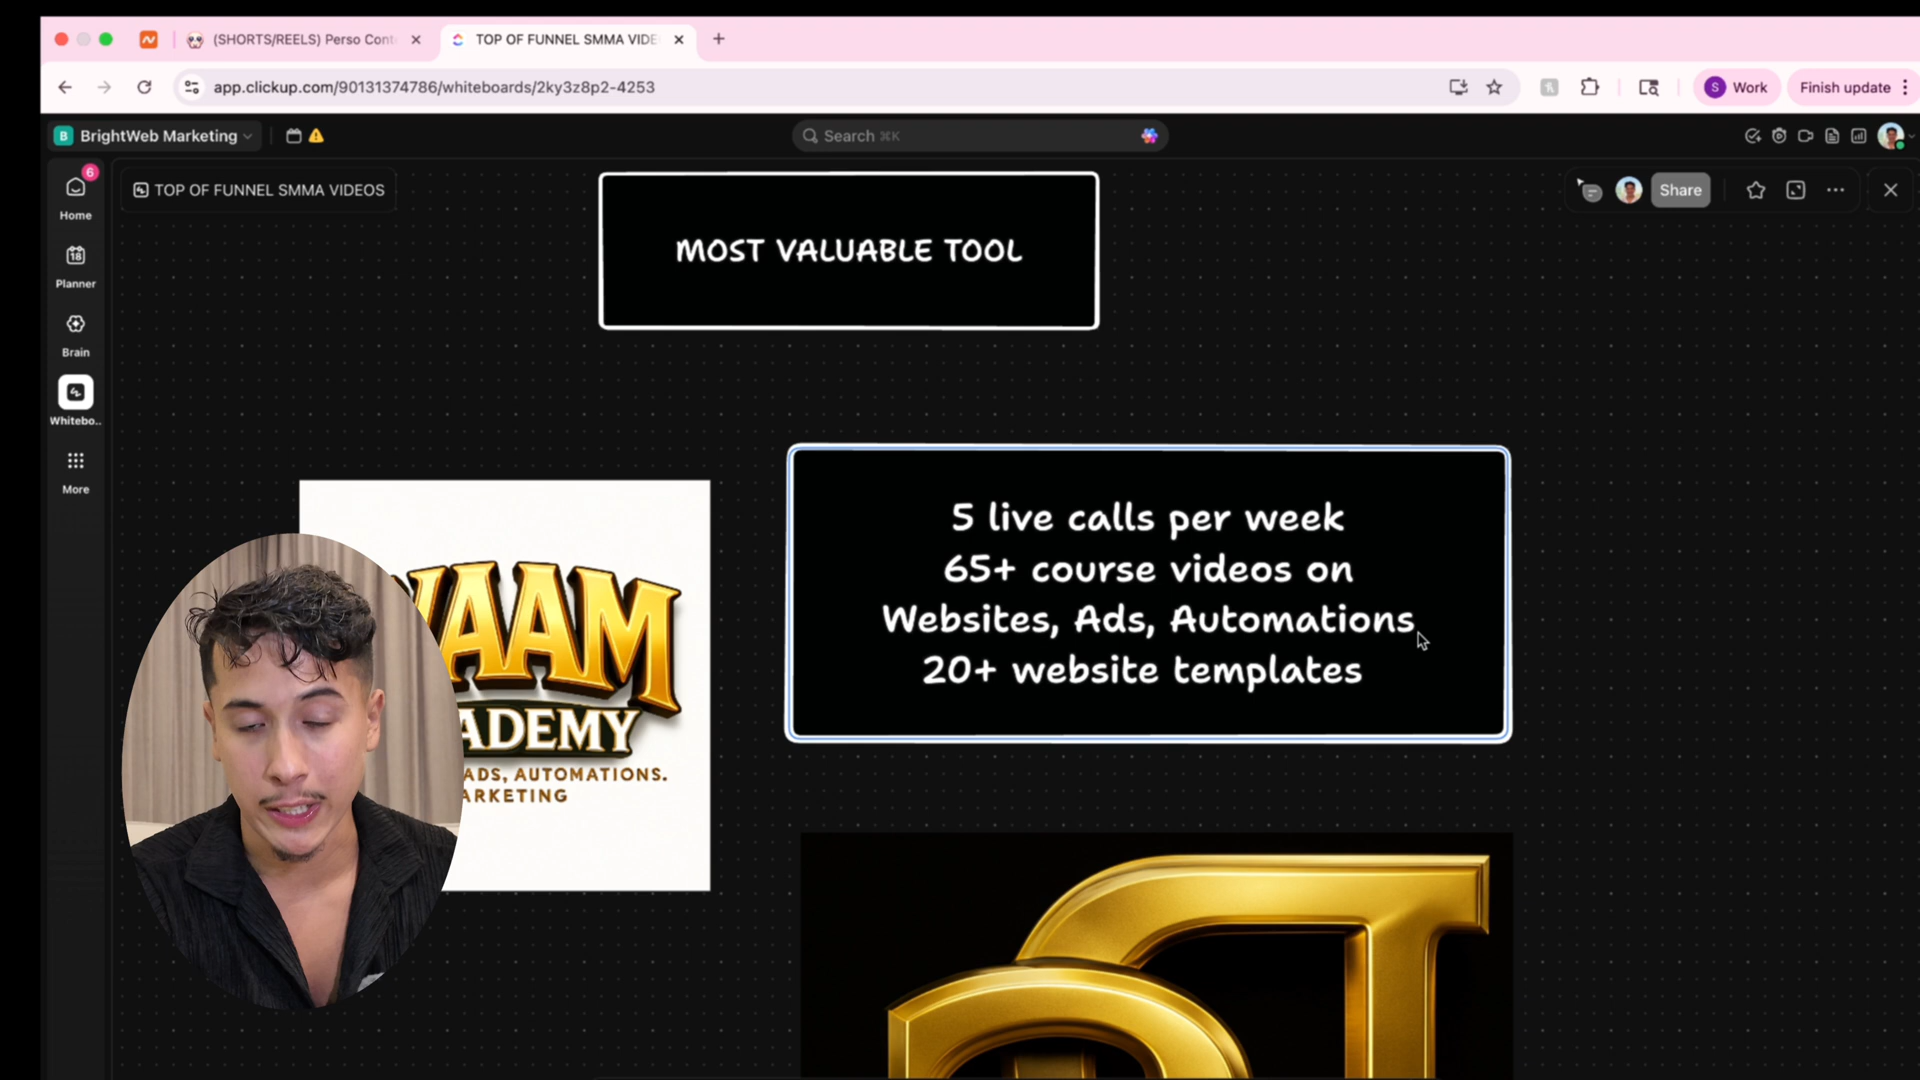 (SHORTS/REELS) Perso Cont
TOP OF FUNNEL SMMA VIDE
app.clickup.com/90131374786/whiteboards/2ky3z8p2-4253
S
Work
Finish update
B
BrightWeb Marketing
Search ⌘K
6
Home
18
Planner
Brain
Whitebo..
More
TOP OF FUNNEL SMMA VIDEOS
Share
MOST VALUABLE TOOL
5 live calls per week
65+ course videos on
Websites, Ads, Automations
20+ website templates
WAAM
ADEMY
ADS, AUTOMATIONS.
ARKETING